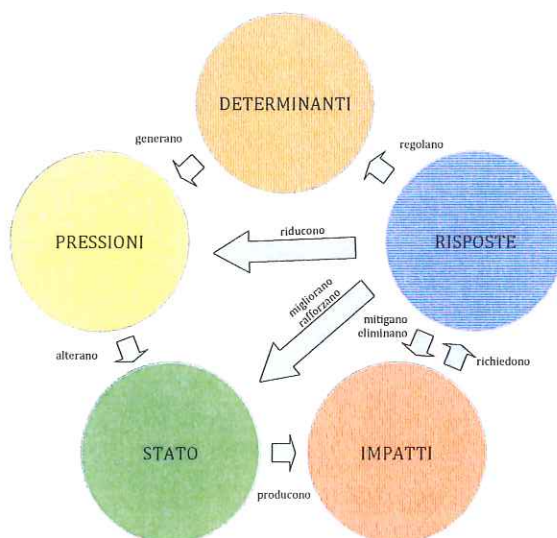 DETERMINANTI
generano
regolano
PRESSIONI
riducono
RISPOSTE
migliorano
rafforzano
mitigano
eliminano
alterano
richiedono
STATO
IMPATTI
producono